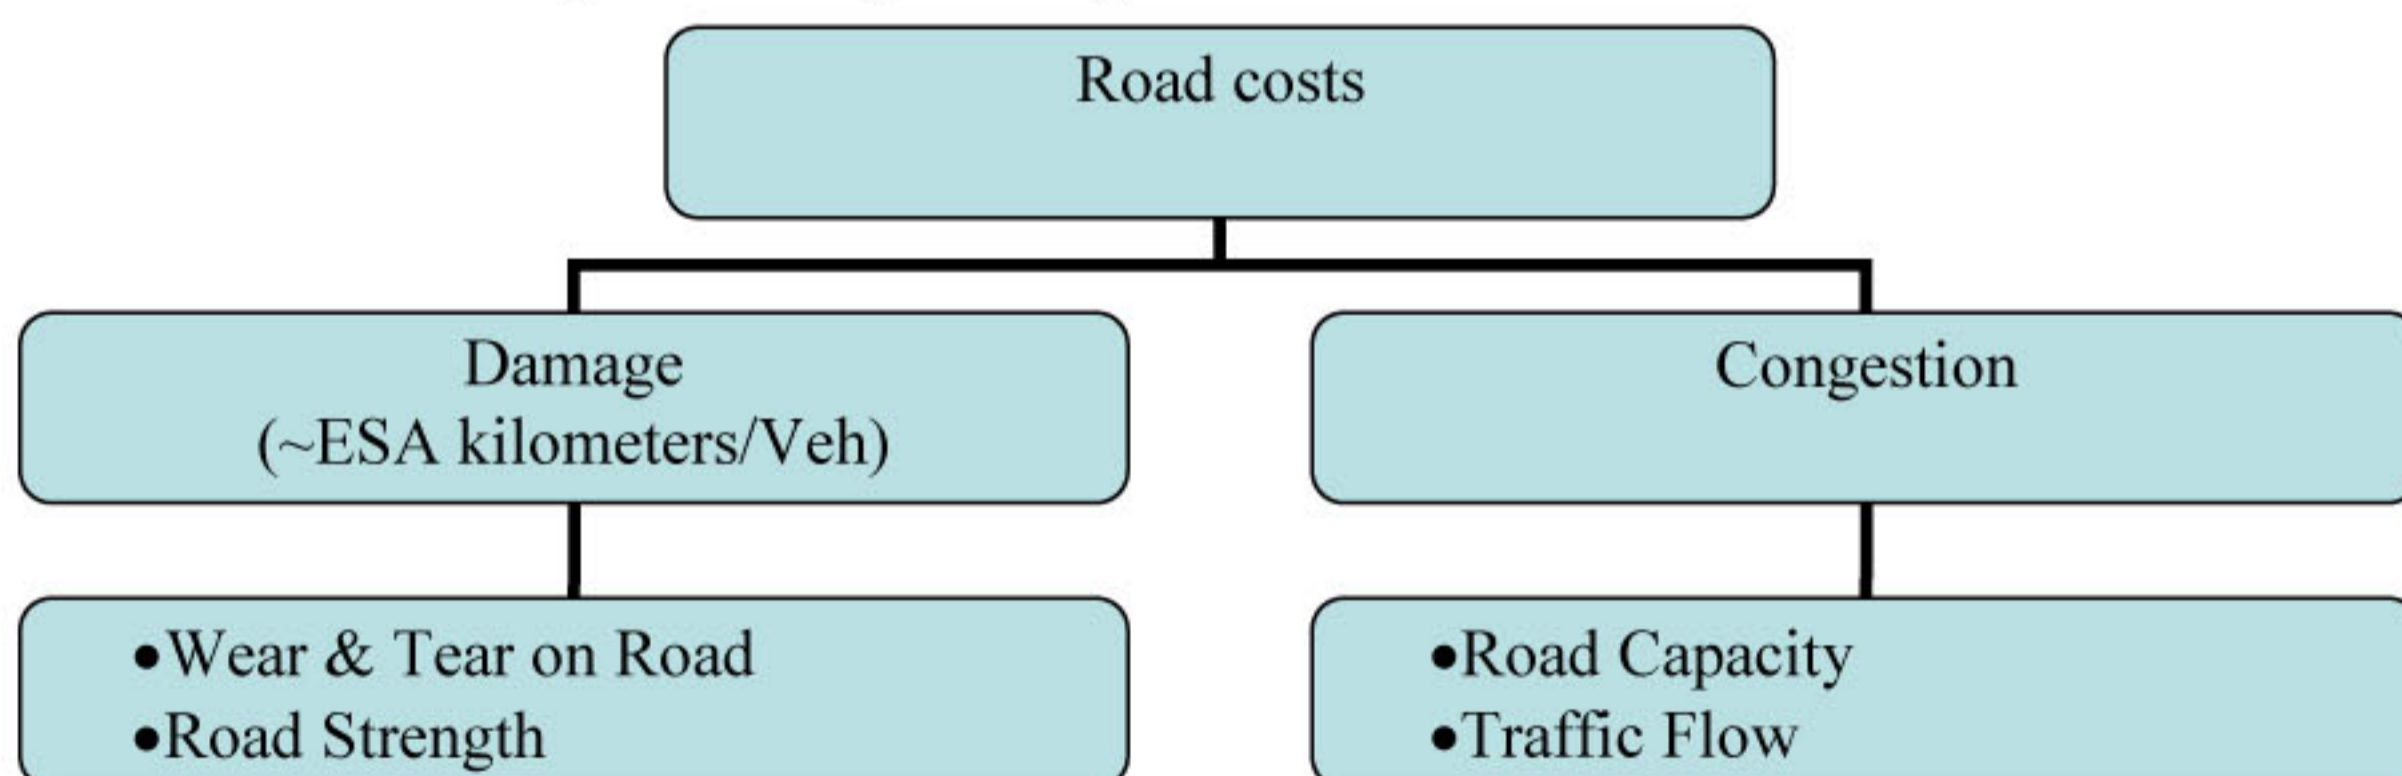 Road costs
Damage
(~ESA kilometers/Veh)
Congestion
•Wear & Tear on Road
•Road Strength
•Road Capacity
•Traffic Flow